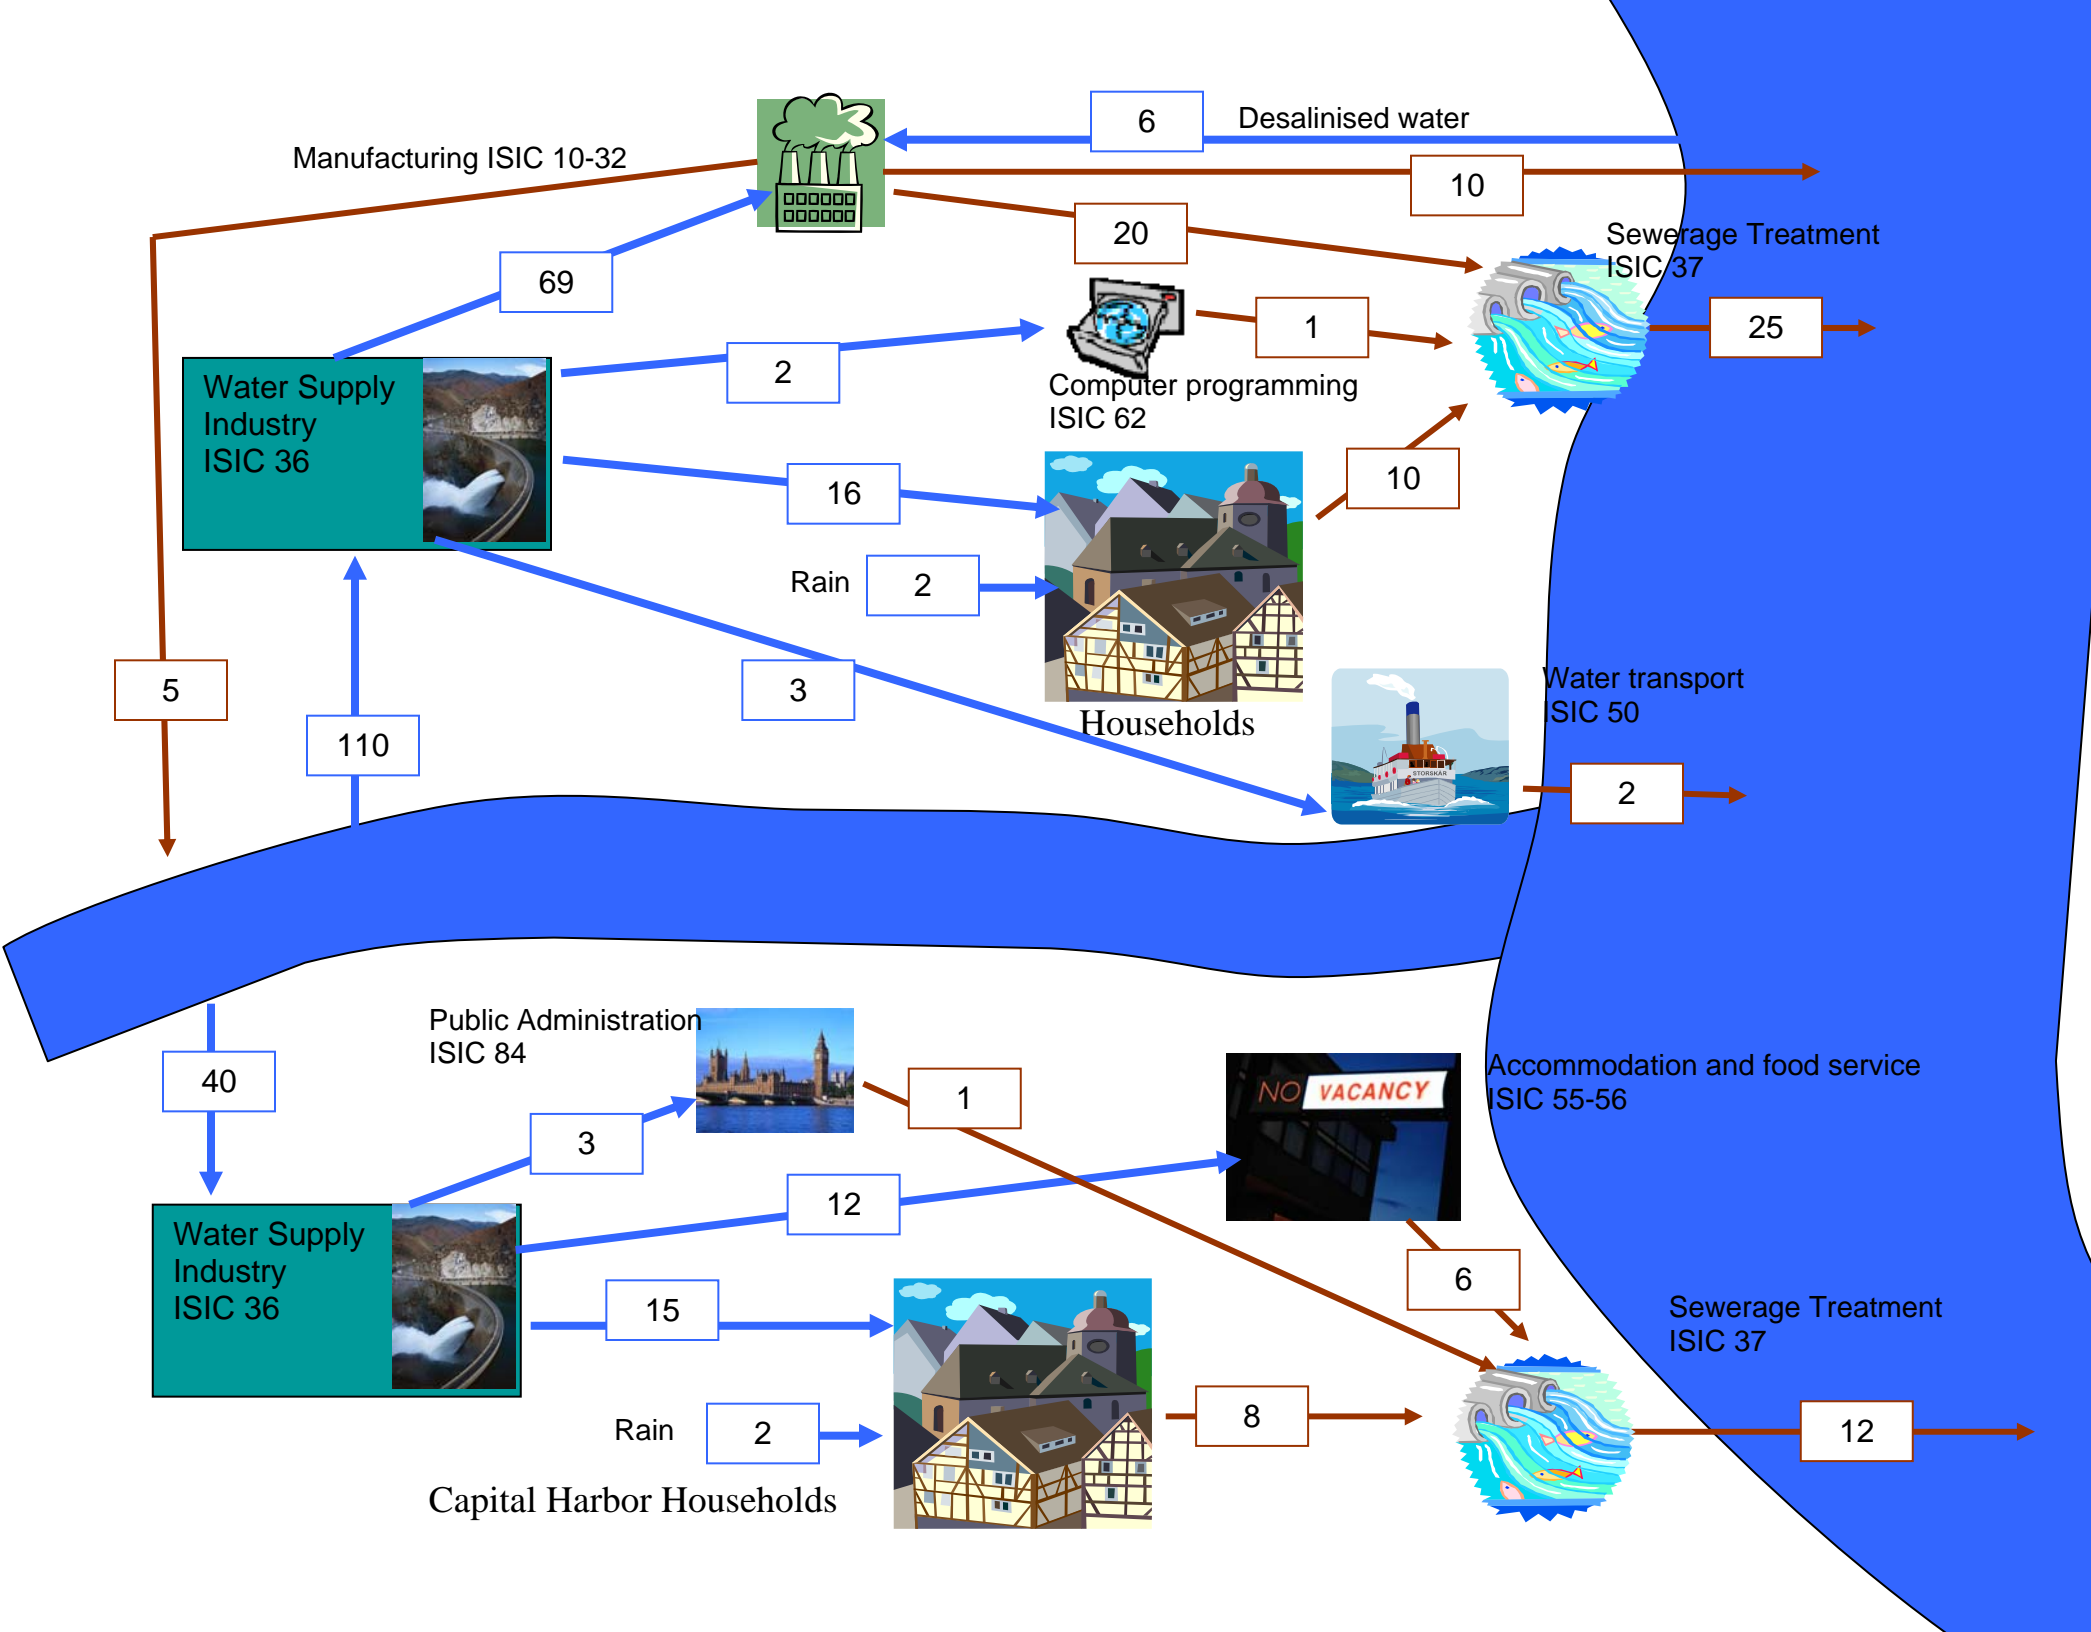 6
Desalinised water
Manufacturing ISIC 10-32
10
20
Sewerage Treatment
ISIC 37
69
1
25
2
Water Supply
Industry
ISIC 36
Computer programming
ISIC 62
16
10
Rain
2
5
3
Households
Water transport
ISIC 50
110
STORSKÄR
2
Public Administration
ISIC 84
40
1
Accommodation and food service
ISIC 55-56
NO VACANCY
3
12
Water Supply
Industry
ISIC 36
6
15
Sewerage Treatment
ISIC 37
Rain
2
8
12
Capital Harbor Households